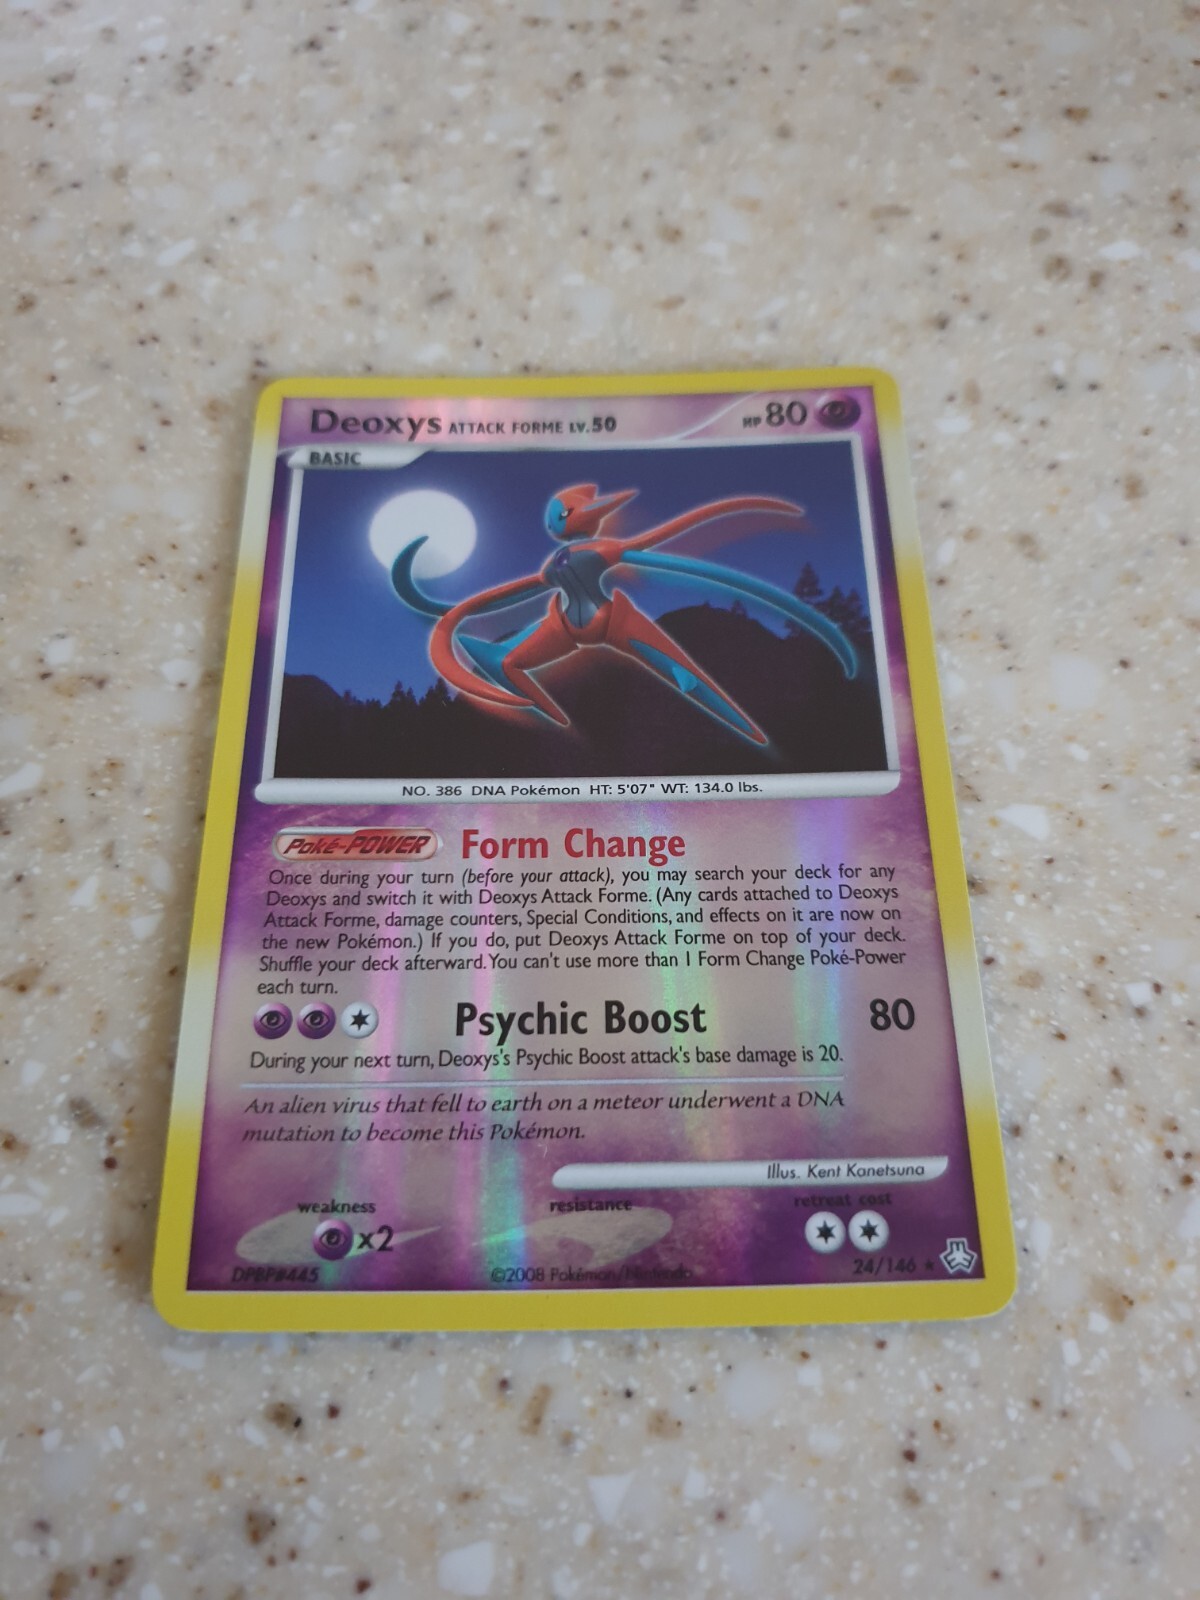 Deoxys ATTACK FORME LV.50 HP 80
BASIC
NO. 386 DNA Pokémon HT: 5'07" WT: 134.0 lbs.
Poké-POWER Form Change
Once during your turn (before your attack), you may search your deck for any
Deoxys and switch it with Deoxys Attack Forme. (Any cards attached to Deoxys
Attack Forme, damage counters, Special Conditions, and effects on it are now on
the new Pokémon.) If you do, put Deoxys Attack Forme on top of your deck.
Shuffle your deck afterward. You can't use more than 1 Form Change Poké-Power
each turn.
Psychic Boost 80
During your next turn, Deoxys's Psychic Boost attack's base damage is 20.
An alien virus that fell to earth on a meteor underwent a DNA
mutation to become this Pokémon.
Illus. Kent Kanetsuna
weakness resistance retreat cost
x2
DPBP#445 ©2008 Pokémon/Nintendo 24/146 ★